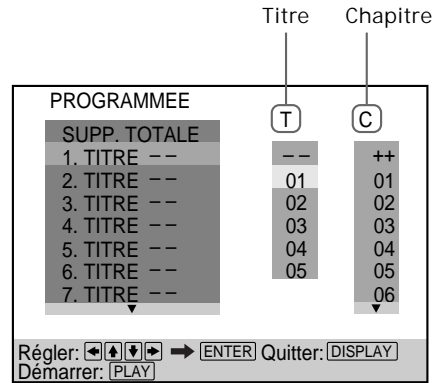 Titre Chapitre
PROGRAMMEE
T C
SUPP. TOTALE
1. TITRE – – – – ++
2. TITRE – – 01 01
3. TITRE – – 02 02
4. TITRE – – 03 03
5. TITRE – – 04 04
6. TITRE – – 05 05
7. TITRE – – 06
Régler: ←↑↓→ → ENTER Quitter: DISPLAY
Démarrer: PLAY